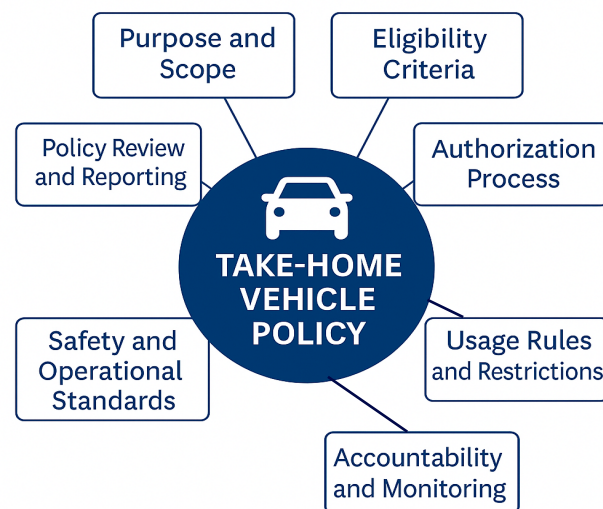 Purpose and
Scope
Eligibility
Criteria
Policy Review
and Reporting
Authorization
Process
TAKE-HOME
VEHICLE
POLICY
Safety and
Operational
Standards
Usage Rules
and Restrictions
Accountability
and Monitoring